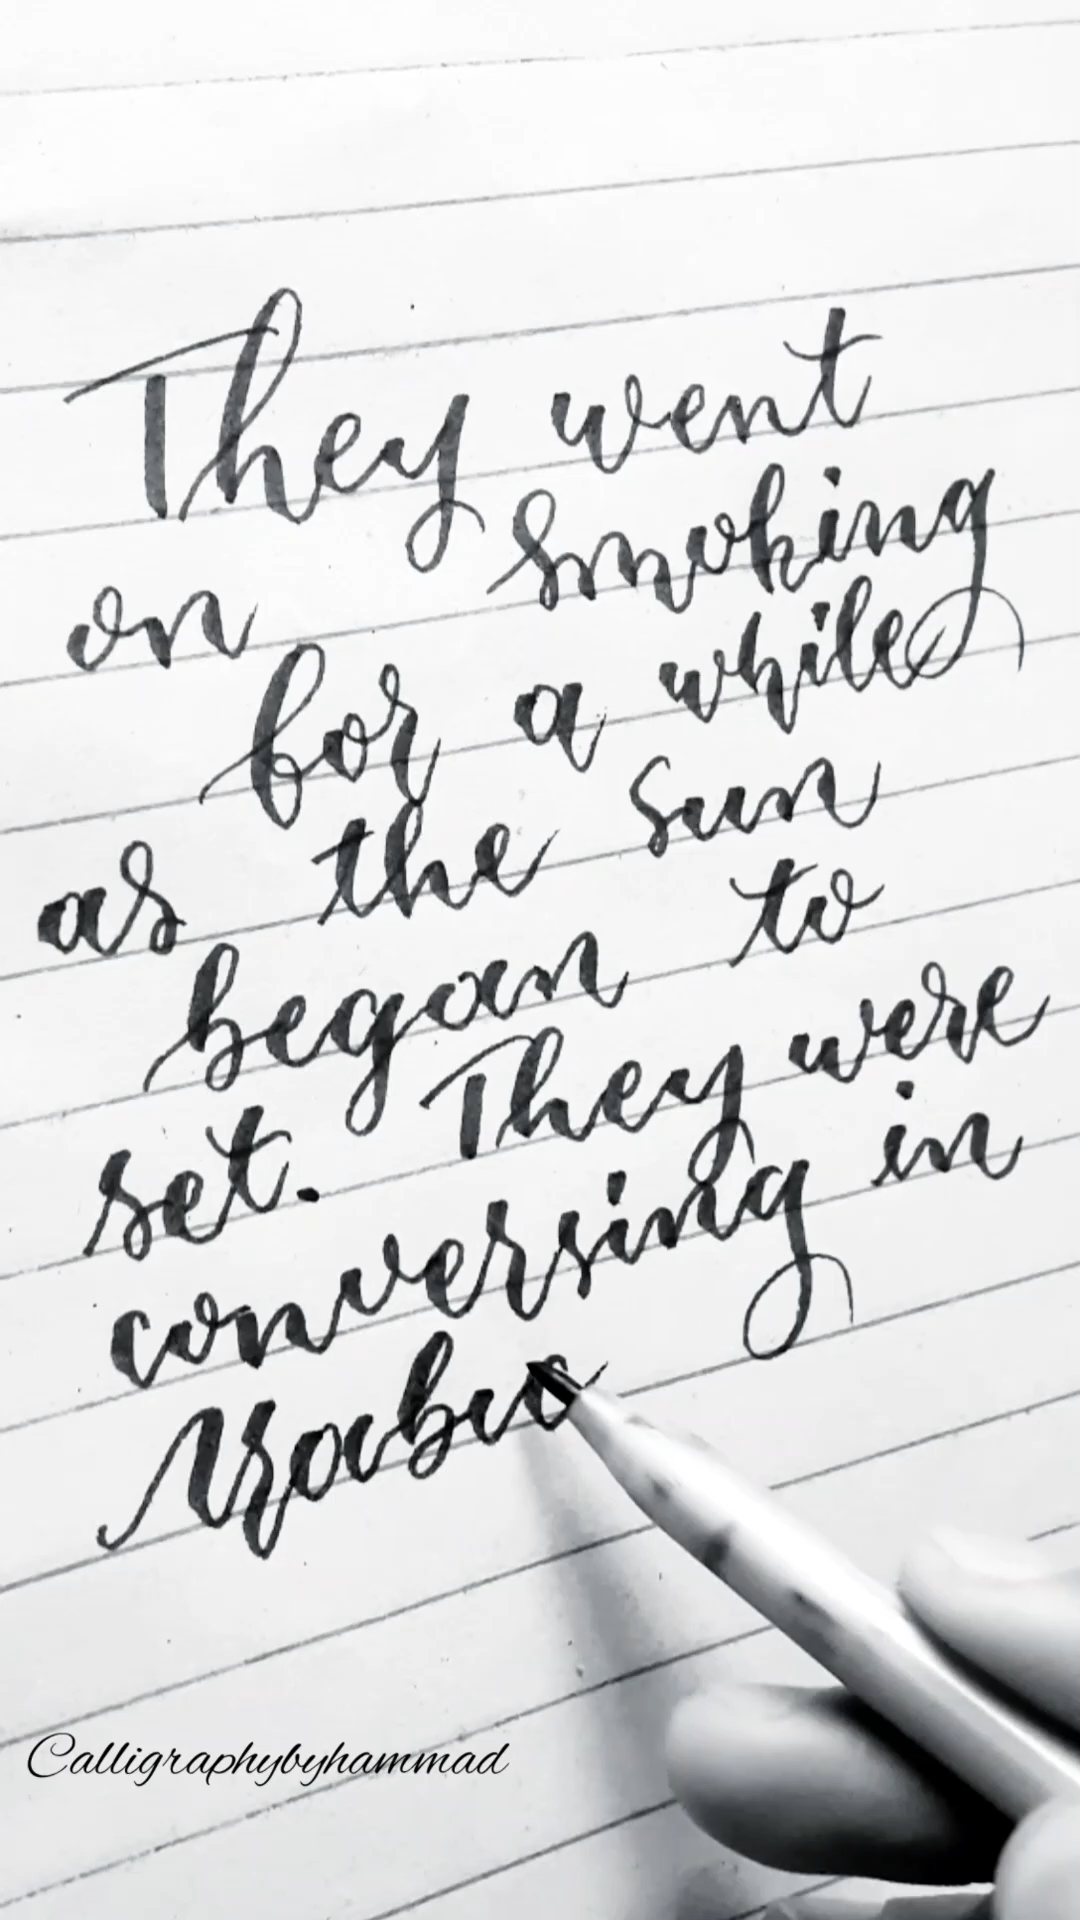 They went
on smoking
for a while
as the sun
began to
set. They were
conversing in
Arabic
Calligraphybyhammad